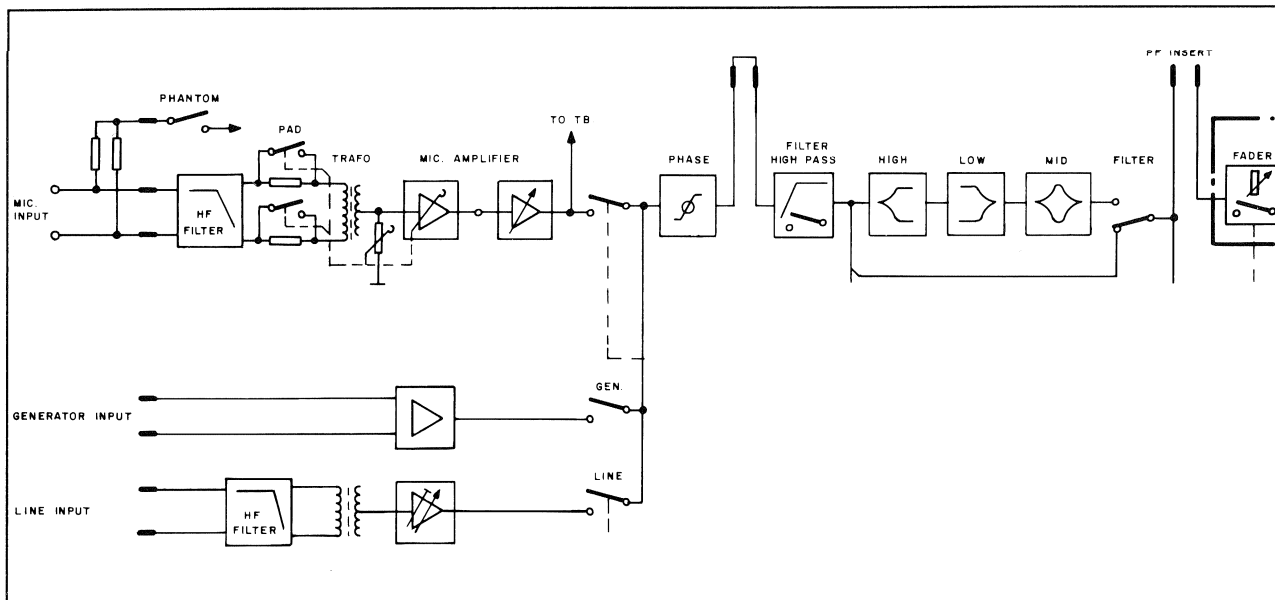 PF INSERT
PHANTOM
TO TB
PAD
TRAFO
MIC. AMPLIFIER
PHASE
FILTER
HIGH PASS
HIGH
LOW
MID
FILTER
FADER
MIC.
INPUT
HF
FILTER
GEN.
GENERATOR INPUT
LINE
LINE INPUT
HF
FILTER